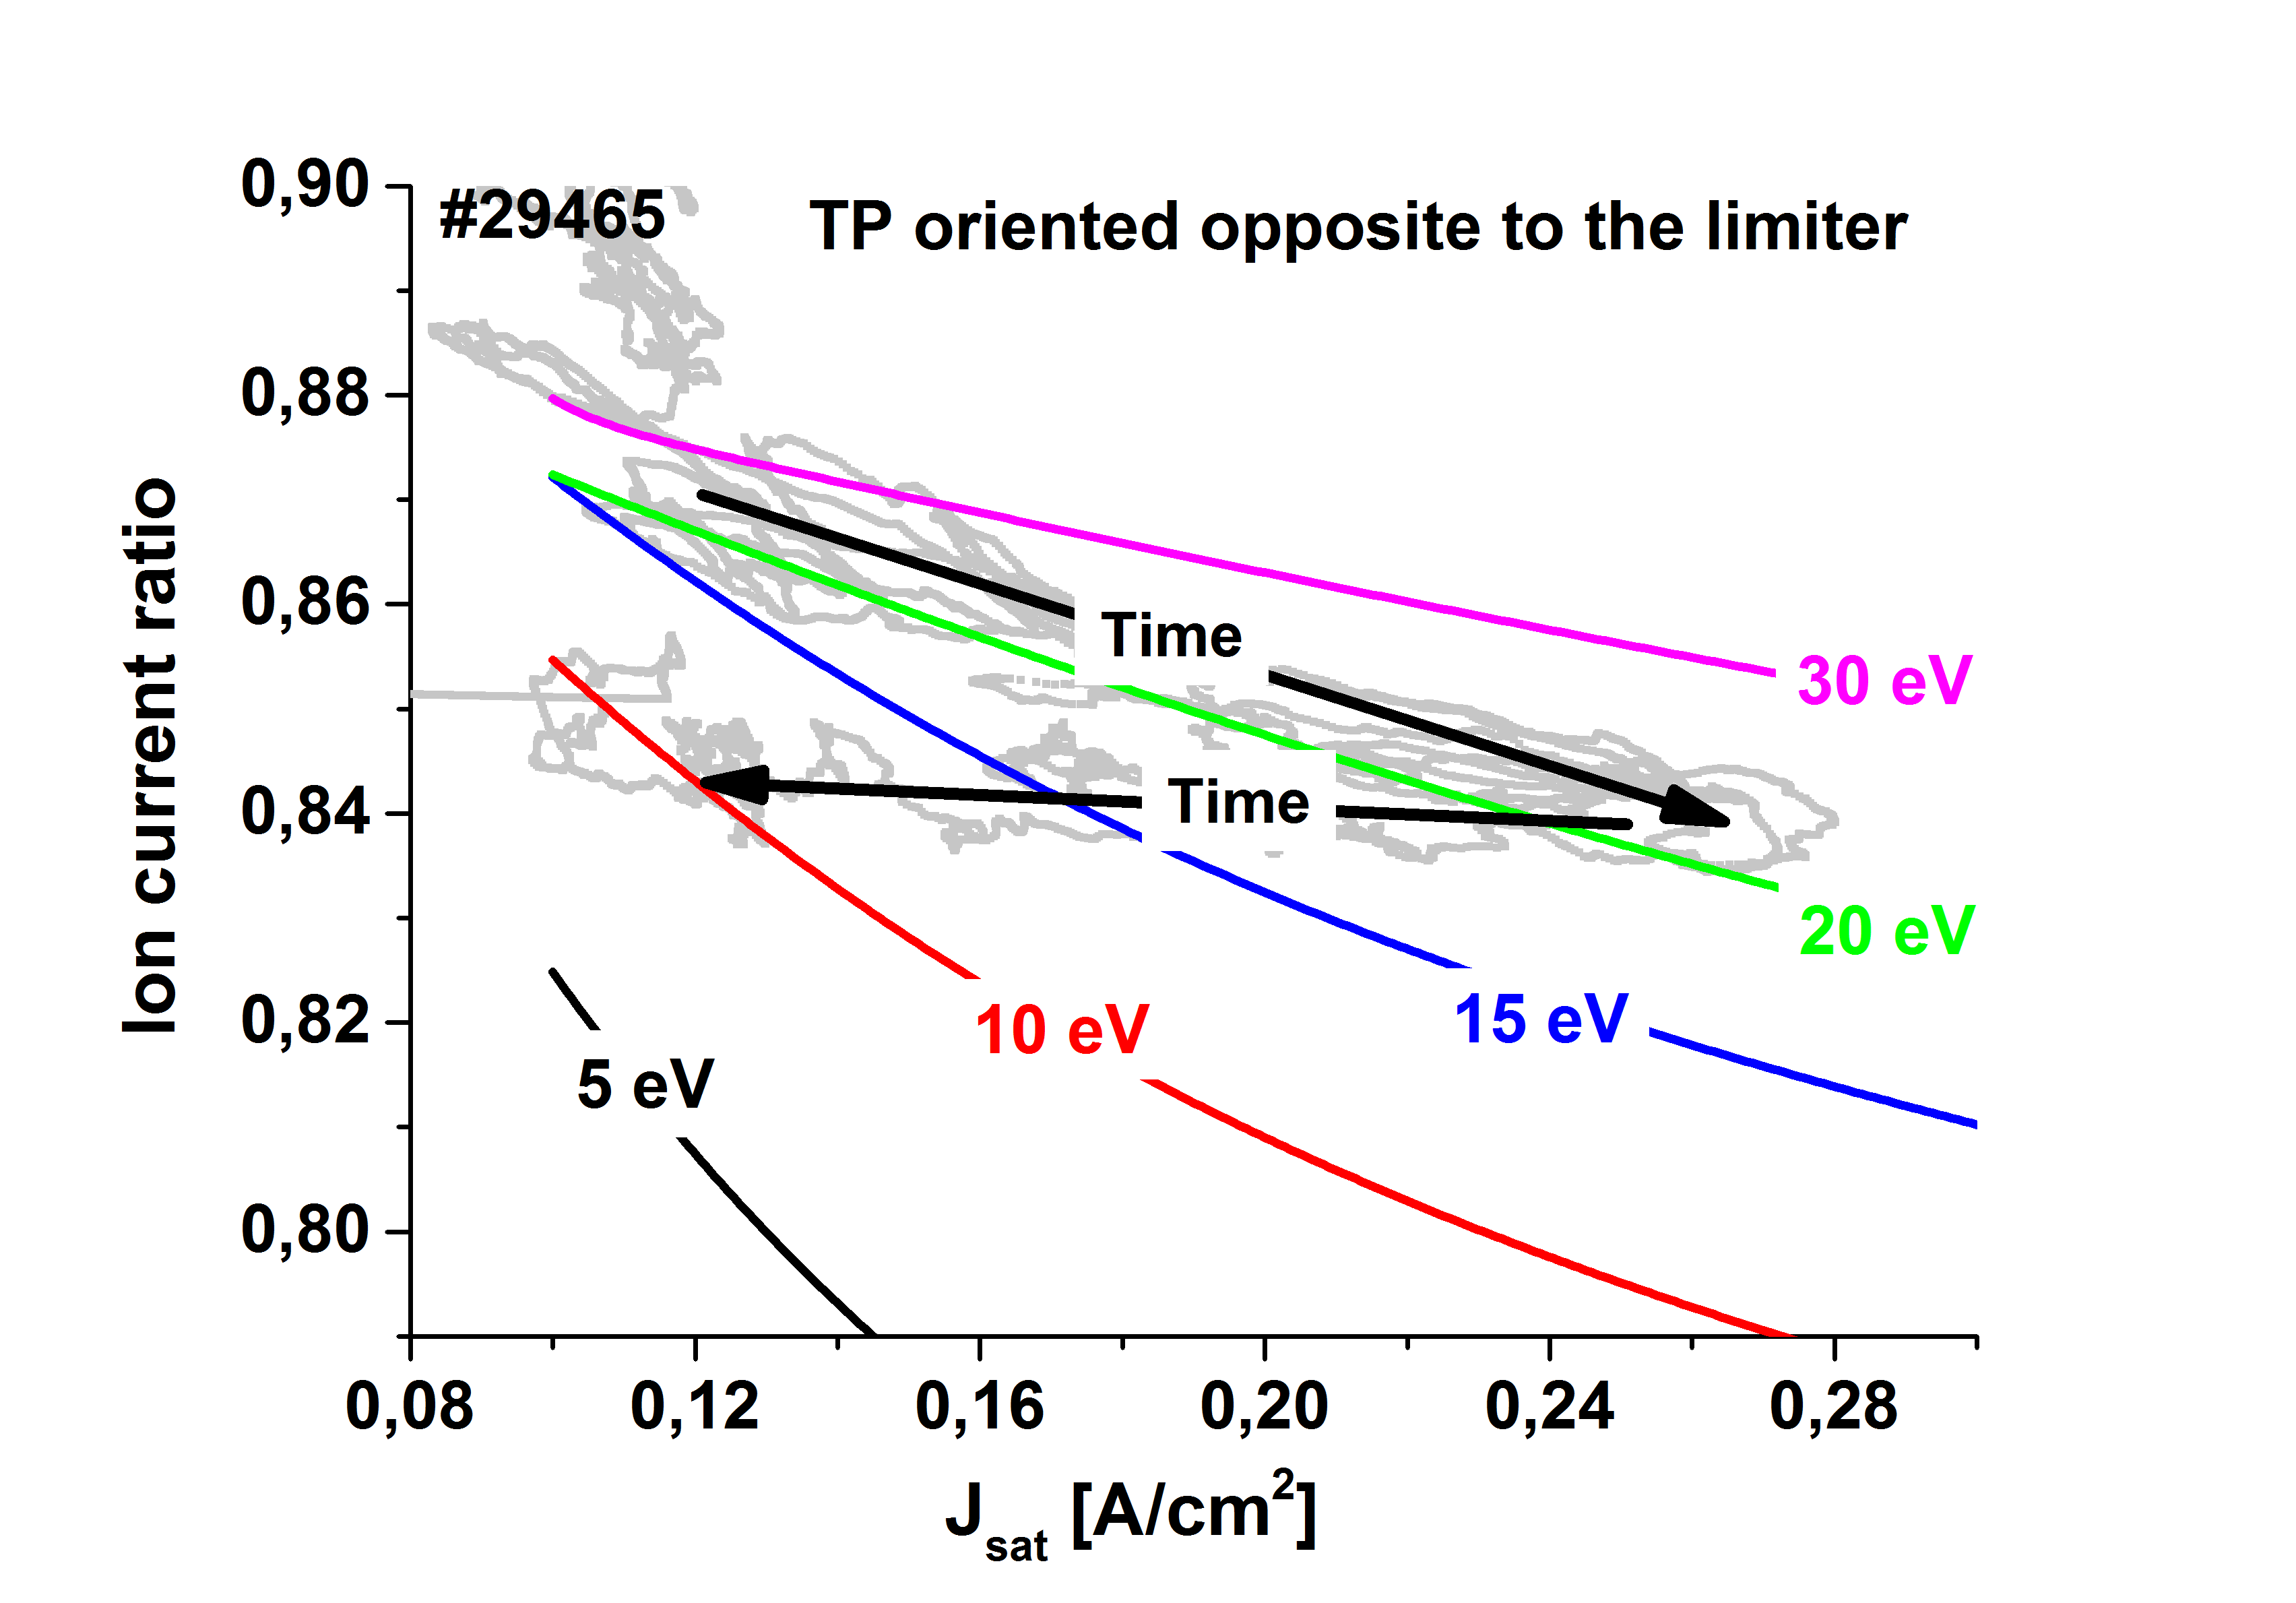 #29465
TP oriented opposite to the limiter
0,90
0,88
0,86
0,84
0,82
0,80
Ion current ratio
Time
Time
30 eV
20 eV
15 eV
10 eV
5 eV
0,08
0,12
0,16
0,20
0,24
0,28
Jsat [A/cm2]